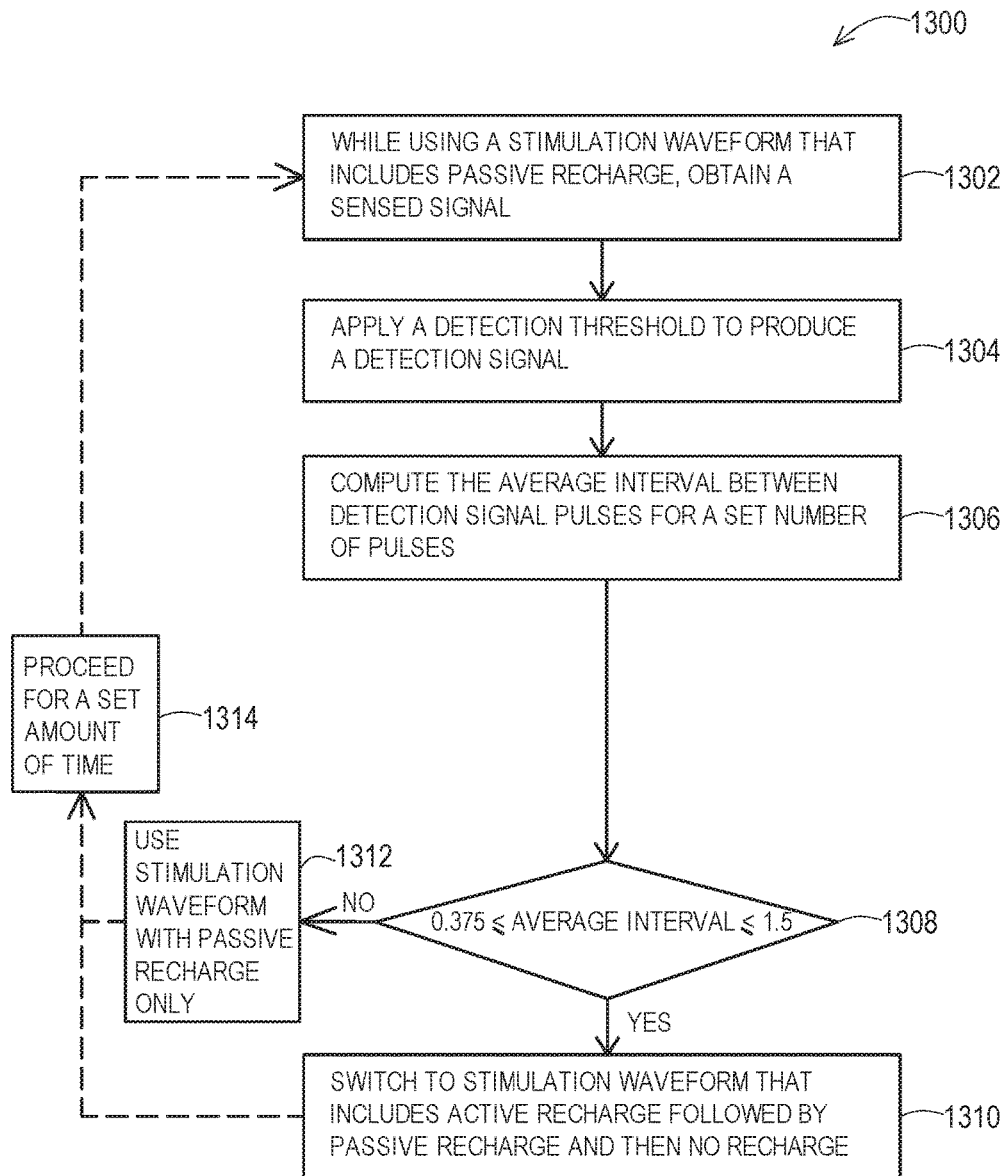 1300
WHILE USING A STIMULATION WAVEFORM THAT
INCLUDES PASSIVE RECHARGE, OBTAIN A
SENSED SIGNAL
1302
APPLY A DETECTION THRESHOLD TO PRODUCE
A DETECTION SIGNAL
1304
COMPUTE THE AVERAGE INTERVAL BETWEEN
DETECTION SIGNAL PULSES FOR A SET NUMBER
OF PULSES
1306
PROCEED
FOR A SET
AMOUNT
OF TIME
1314
USE
STIMULATION
WAVEFORM
WITH PASSIVE
RECHARGE
ONLY
1312
NO
0.375 ⩽ AVERAGE INTERVAL ⩽ 1.5
1308
YES
SWITCH TO STIMULATION WAVEFORM THAT
INCLUDES ACTIVE RECHARGE FOLLOWED BY
PASSIVE RECHARGE AND THEN NO RECHARGE
1310